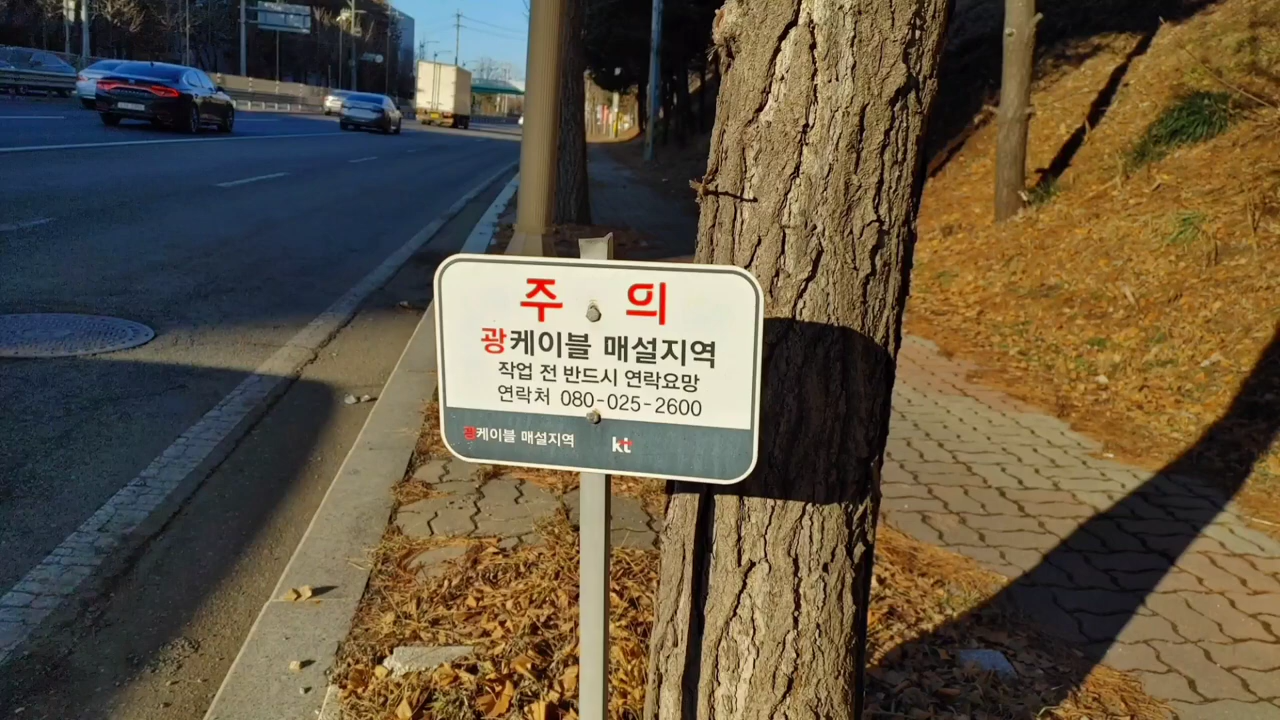 주 의
광케이블 매설지역
작업 전 반드시 연락요망
연락처 080-025-2600
광케이블 매설지역 kt